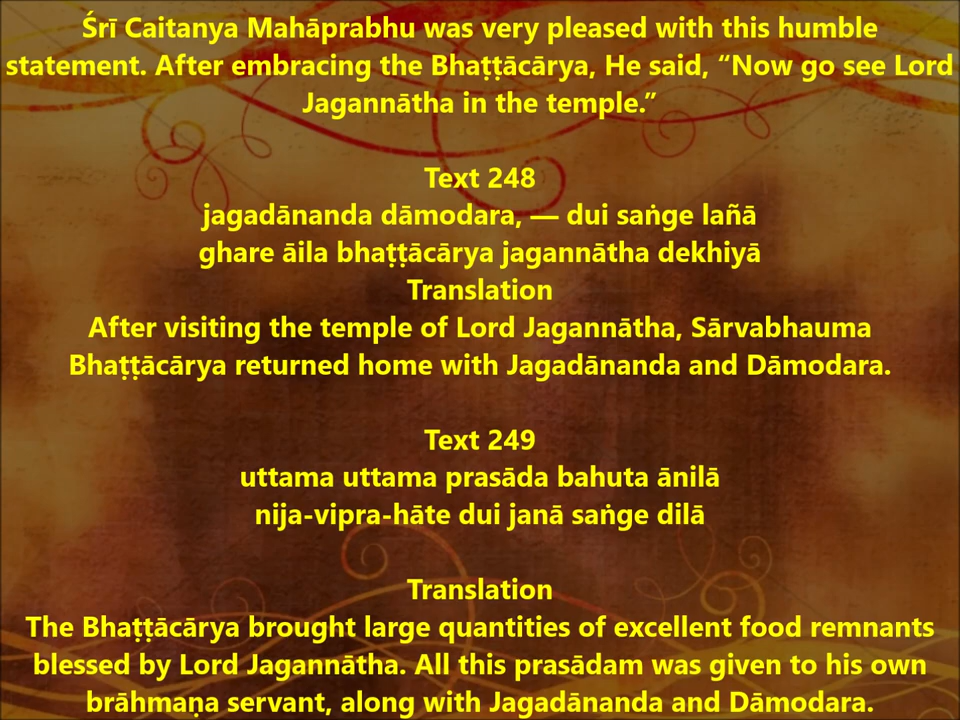 Śrī Caitanya Mahāprabhu was very pleased with this humble
statement. After embracing the Bhaṭṭācārya, He said, “Now go see Lord
Jagannātha in the temple.”
Text 248
jagadānanda dāmodara, — dui saṅge lañā
ghare āila bhaṭṭācārya jagannātha dekhiyā
Translation
After visiting the temple of Lord Jagannātha, Sārvabhauma
Bhaṭṭācārya returned home with Jagadānanda and Dāmodara.
Text 249
uttama uttama prasāda bahuta ānilā
nija-vipra-hāte dui janā saṅge dilā
Translation
The Bhaṭṭācārya brought large quantities of excellent food remnants
blessed by Lord Jagannātha. All this prasādam was given to his own
brāhmaṇa servant, along with Jagadānanda and Dāmodara.